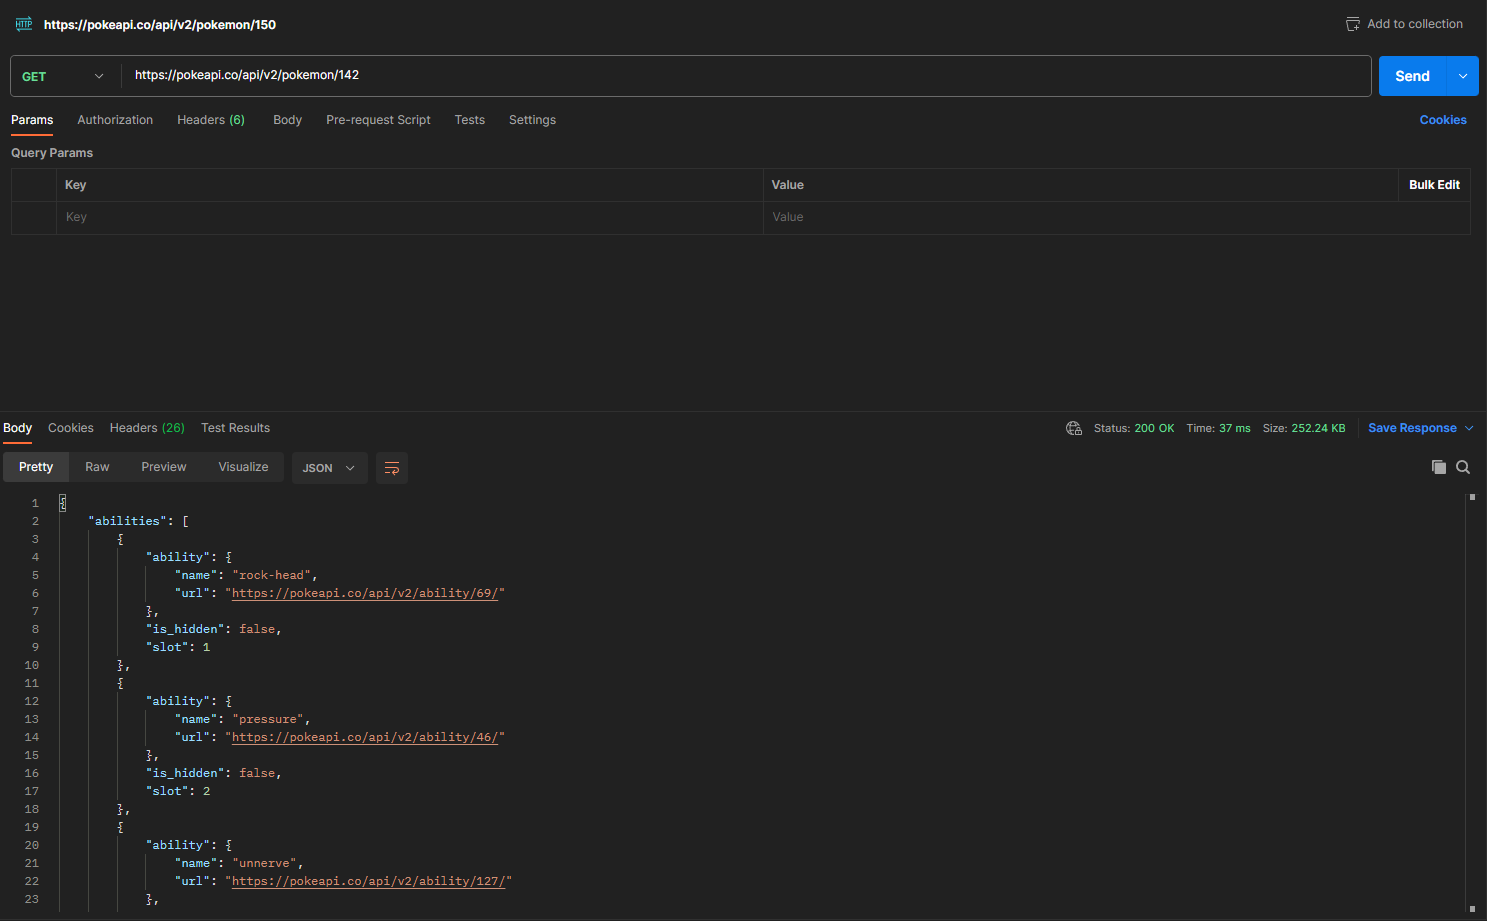 HTTP https://pokeapi.co/api/v2/pokemon/150 Add to collection
GET https://pokeapi.co/api/v2/pokemon/142 Send
Params Authorization Headers (6) Body Pre-request Script Tests Settings Cookies
Query Params
Key Value Bulk Edit
Key Value
Body Cookies Headers (26) Test Results Status: 200 OK Time: 37 ms Size: 252.24 KB Save Response
Pretty Raw Preview Visualize JSON
1 {
2 "abilities": [
3 {
4 "ability": {
5 "name": "rock-head",
6 "url": "https://pokeapi.co/api/v2/ability/69/"
7 },
8 "is_hidden": false,
9 "slot": 1
10 },
11 {
12 "ability": {
13 "name": "pressure",
14 "url": "https://pokeapi.co/api/v2/ability/46/"
15 },
16 "is_hidden": false,
17 "slot": 2
18 },
19 {
20 "ability": {
21 "name": "unnerve",
22 "url": "https://pokeapi.co/api/v2/ability/127/"
23 },